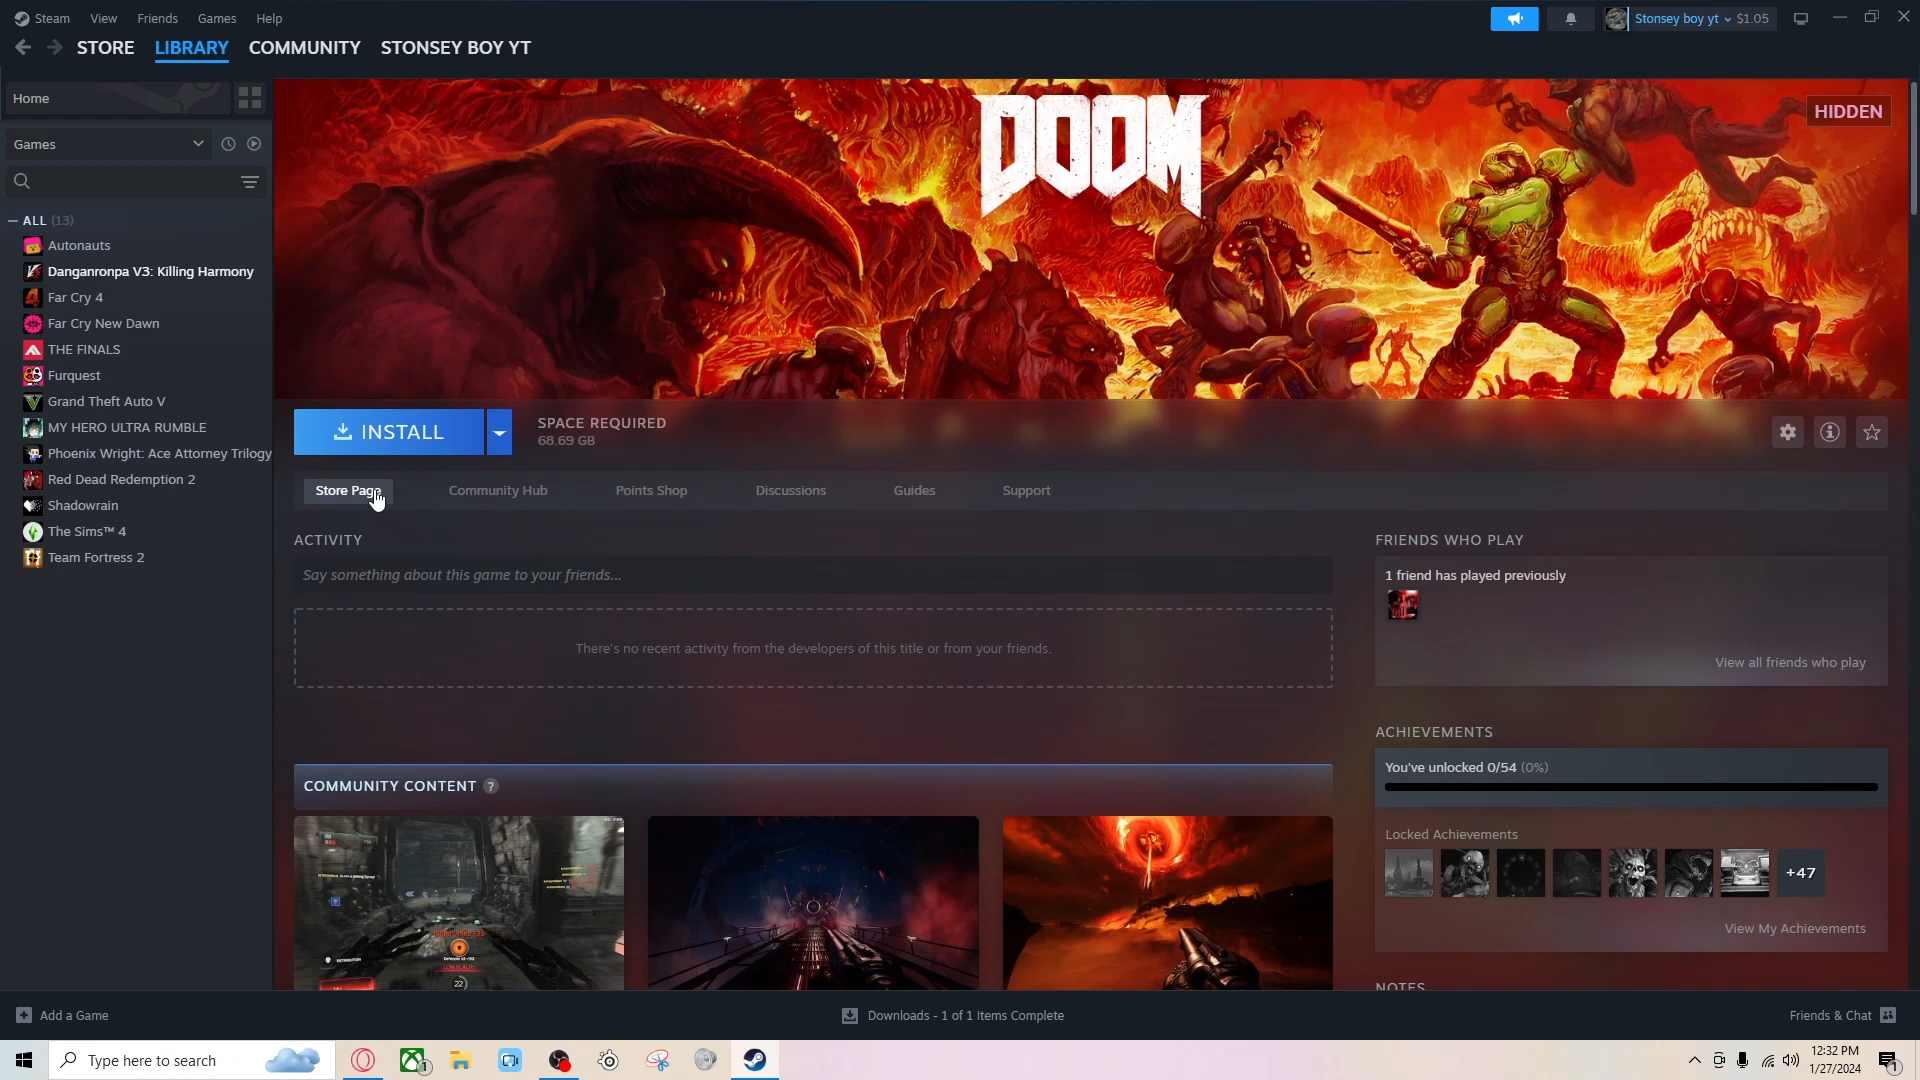 Steam View Friends Games Help
Stonsey boy yt $1.05
STORE LIBRARY COMMUNITY STONSEY BOY YT
Home
Games
ALL (13)
Autonauts
Danganronpa V3: Killing Harmony
Far Cry 4
Far Cry New Dawn
THE FINALS
Furquest
Grand Theft Auto V
MY HERO ULTRA RUMBLE
Phoenix Wright: Ace Attorney Trilogy
Red Dead Redemption 2
Shadowrain
The Sims™ 4
Team Fortress 2
DOOM
HIDDEN
INSTALL
SPACE REQUIRED
68.69 GB
Store Page Community Hub Points Shop Discussions Guides Support
ACTIVITY
Say something about this game to your friends...
There's no recent activity from the developers of this title or from your friends.
COMMUNITY CONTENT ?
22
FRIENDS WHO PLAY
1 friend has played previously
View all friends who play
ACHIEVEMENTS
You've unlocked 0/54 (0%)
Locked Achievements
+47
View My Achievements
NOTES
Add a Game
Downloads - 1 of 1 Items Complete
Friends & Chat
Type here to search
1
12:32 PM
1/27/2024
1